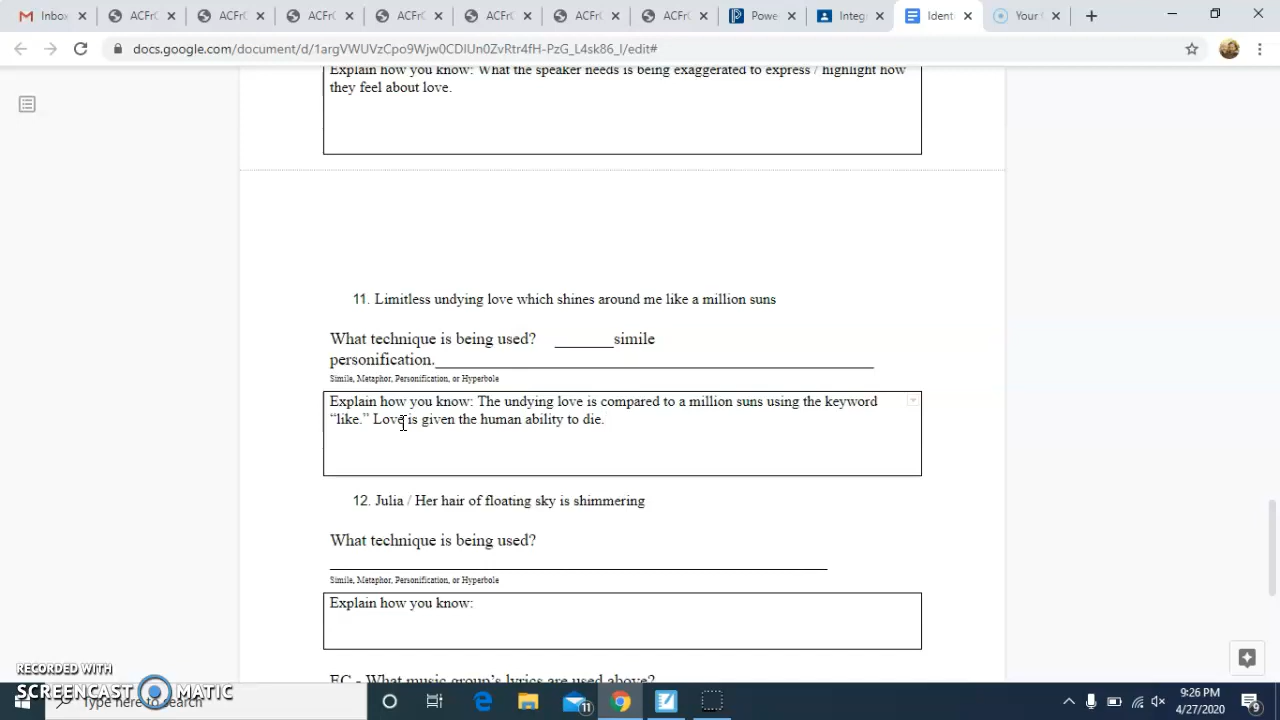 Inbox
ACFrC
ACFrC
ACFrC
ACFrC
ACFrC
ACFrC
ACFrC
Powe
Integ
Ident
Your
docs.google.com/document/d/1argVWUVzCpo9Wjw0CDIUn0ZvRtr4fH-PzG_L4sk86_I/edit#
Explain how you know: What the speaker needs is being exaggerated to express / highlight how
they feel about love.
11. Limitless undying love which shines around me like a million suns
What technique is being used? _______simile
personification.
Simile, Metaphor, Personification, or Hyperbole
Explain how you know: The undying love is compared to a million suns using the keyword
“like.” Love is given the human ability to die.
12. Julia / Her hair of floating sky is shimmering
What technique is being used?
Simile, Metaphor, Personification, or Hyperbole
Explain how you know:
EC - What music group's lyrics are used above?
RECORDED WITH
SCREENCAST MATIC
Type here to search
11
9:26 PM
4/27/2020
9